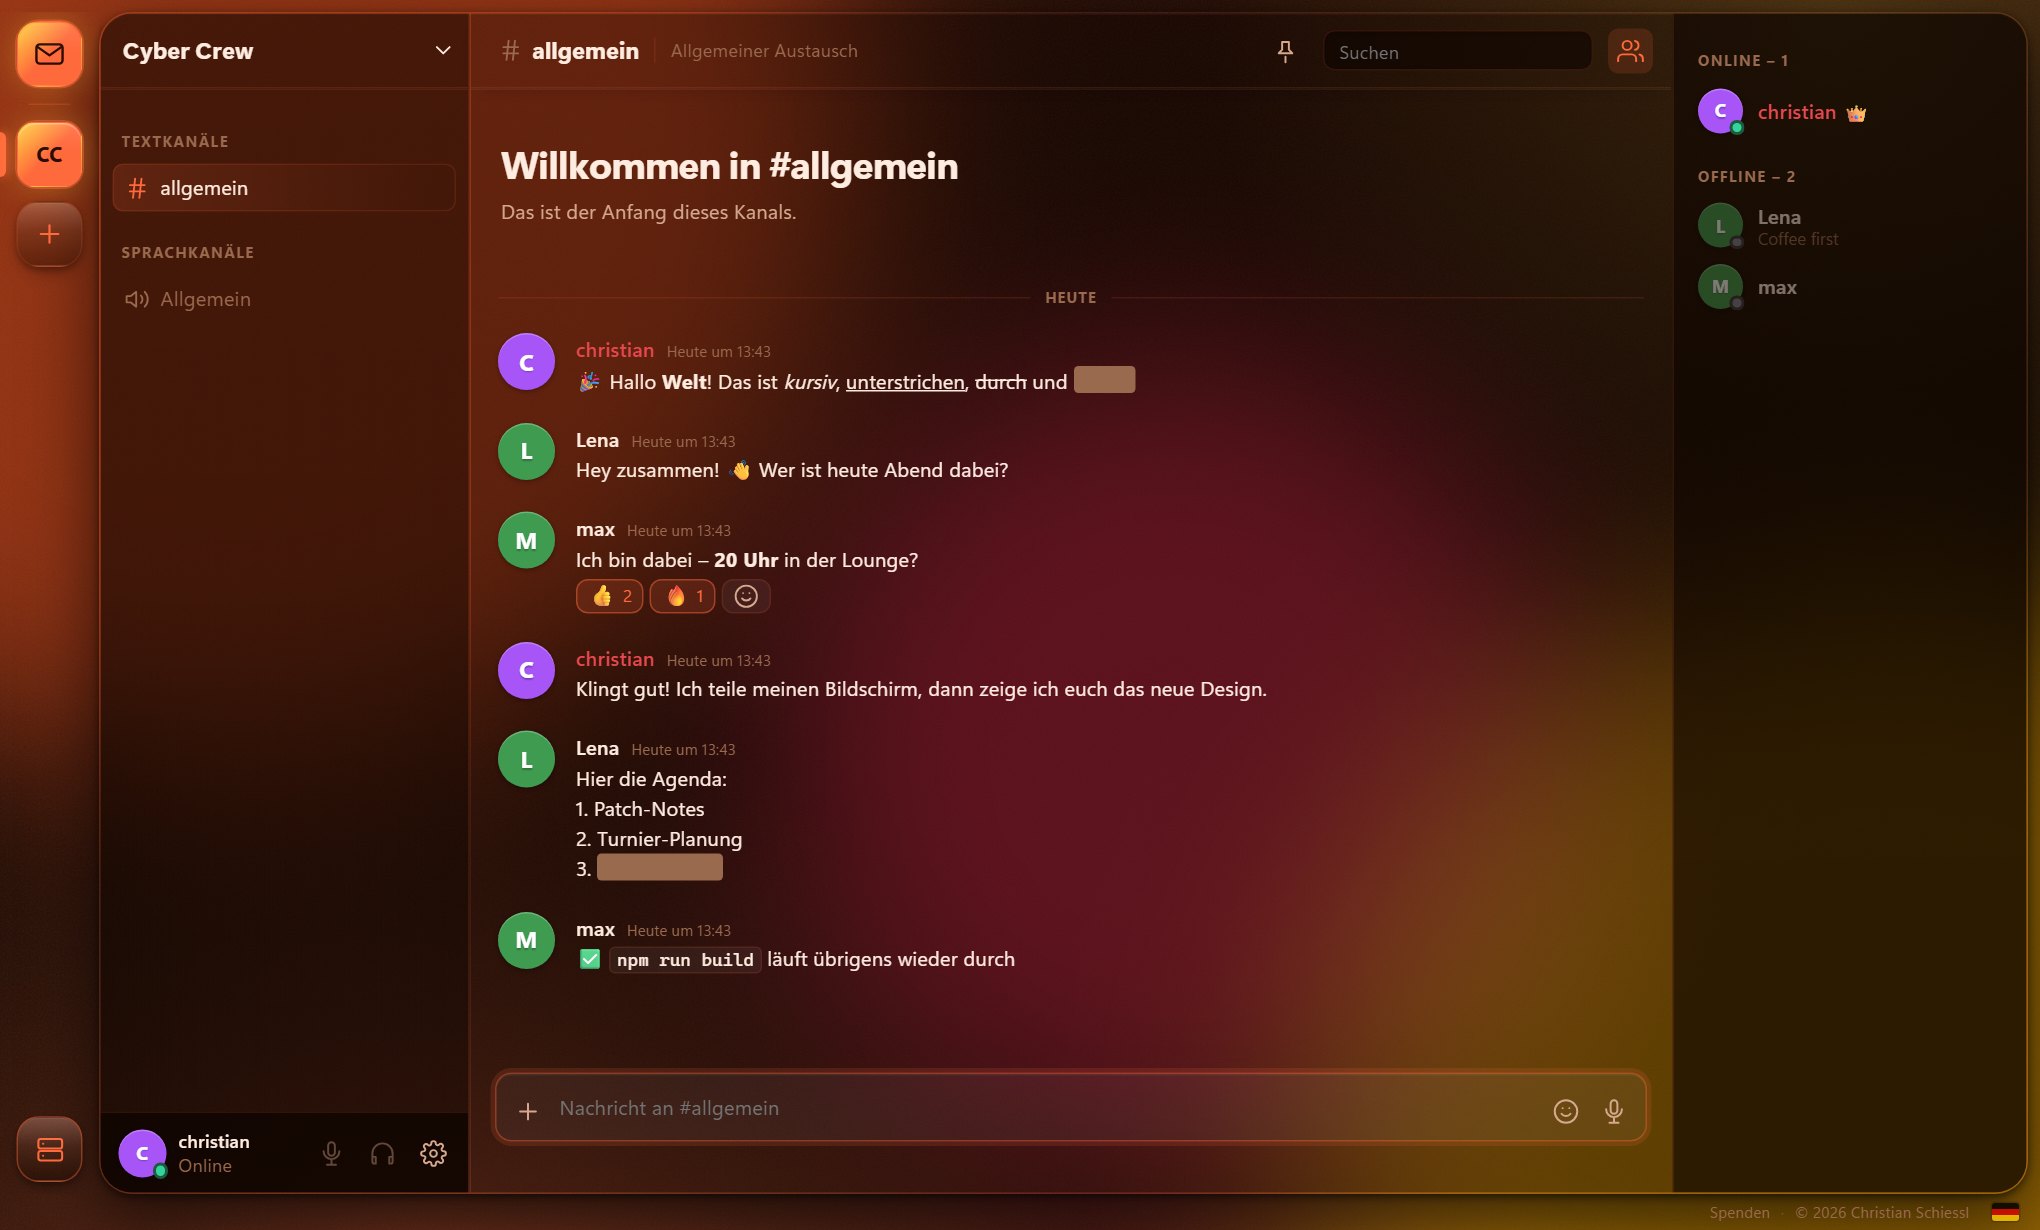 Cyber Crew
# allgemein
Allgemeiner Austausch
Suchen
CC
TEXTKANÄLE
# allgemein
SPRACHKANÄLE
Allgemein
Willkommen in #allgemein
Das ist der Anfang dieses Kanals.
HEUTE
C
christian Heute um 13:43
🎉 Hallo Welt! Das ist kursiv, unterstrichen, durch und
L
Lena Heute um 13:43
Hey zusammen! 👋 Wer ist heute Abend dabei?
M
max Heute um 13:43
Ich bin dabei – 20 Uhr in der Lounge?
👍 2 🔥 1
C
christian Heute um 13:43
Klingt gut! Ich teile meinen Bildschirm, dann zeige ich euch das neue Design.
L
Lena Heute um 13:43
Hier die Agenda:
1. Patch-Notes
2. Turnier-Planung
3.
M
max Heute um 13:43
✅ npm run build läuft übrigens wieder durch
Nachricht an #allgemein
C
christian
Online
ONLINE – 1
C
christian 👑
OFFLINE – 2
L
Lena
Coffee first
M
max
Spenden · © 2026 Christian Schiessl